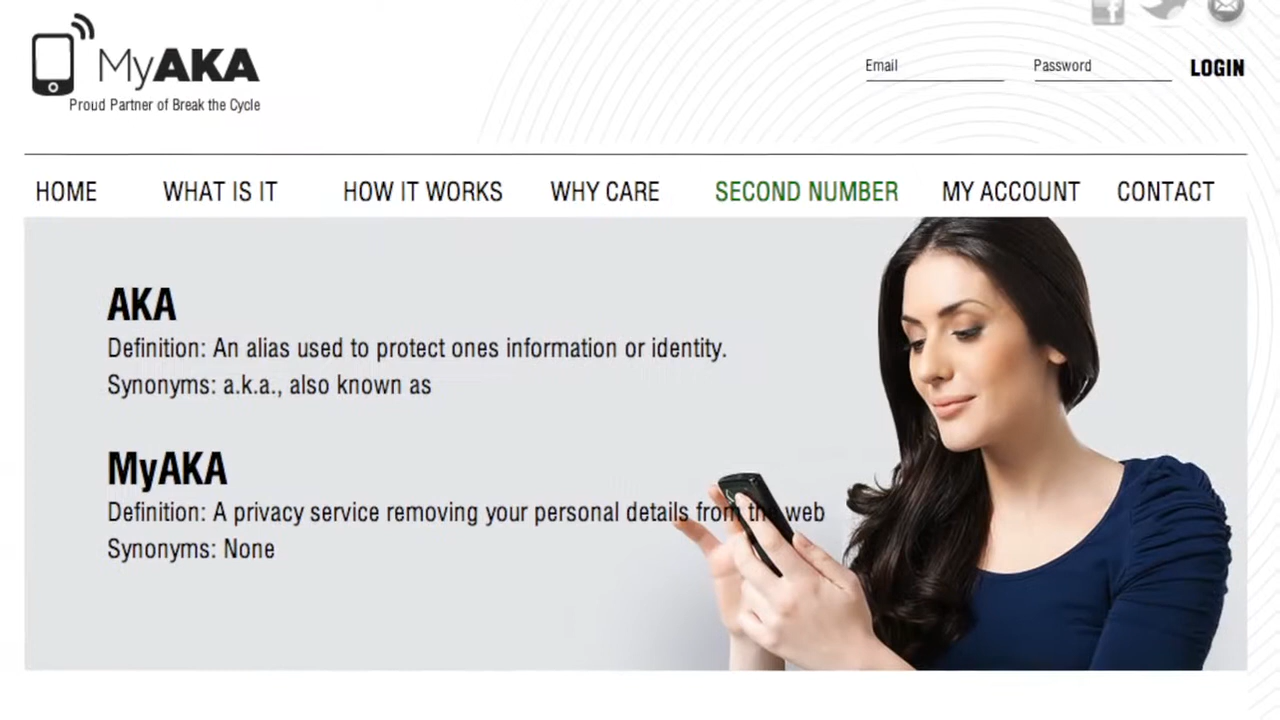 MyAKA
Proud Partner of Break the Cycle
Email
Password
LOGIN
HOME
WHAT IS IT
HOW IT WORKS
WHY CARE
SECOND NUMBER
MY ACCOUNT
CONTACT
AKA
Definition: An alias used to protect ones information or identity.
Synonyms: a.k.a., also known as
MyAKA
Definition: A privacy service removing your personal details from the web
Synonyms: None